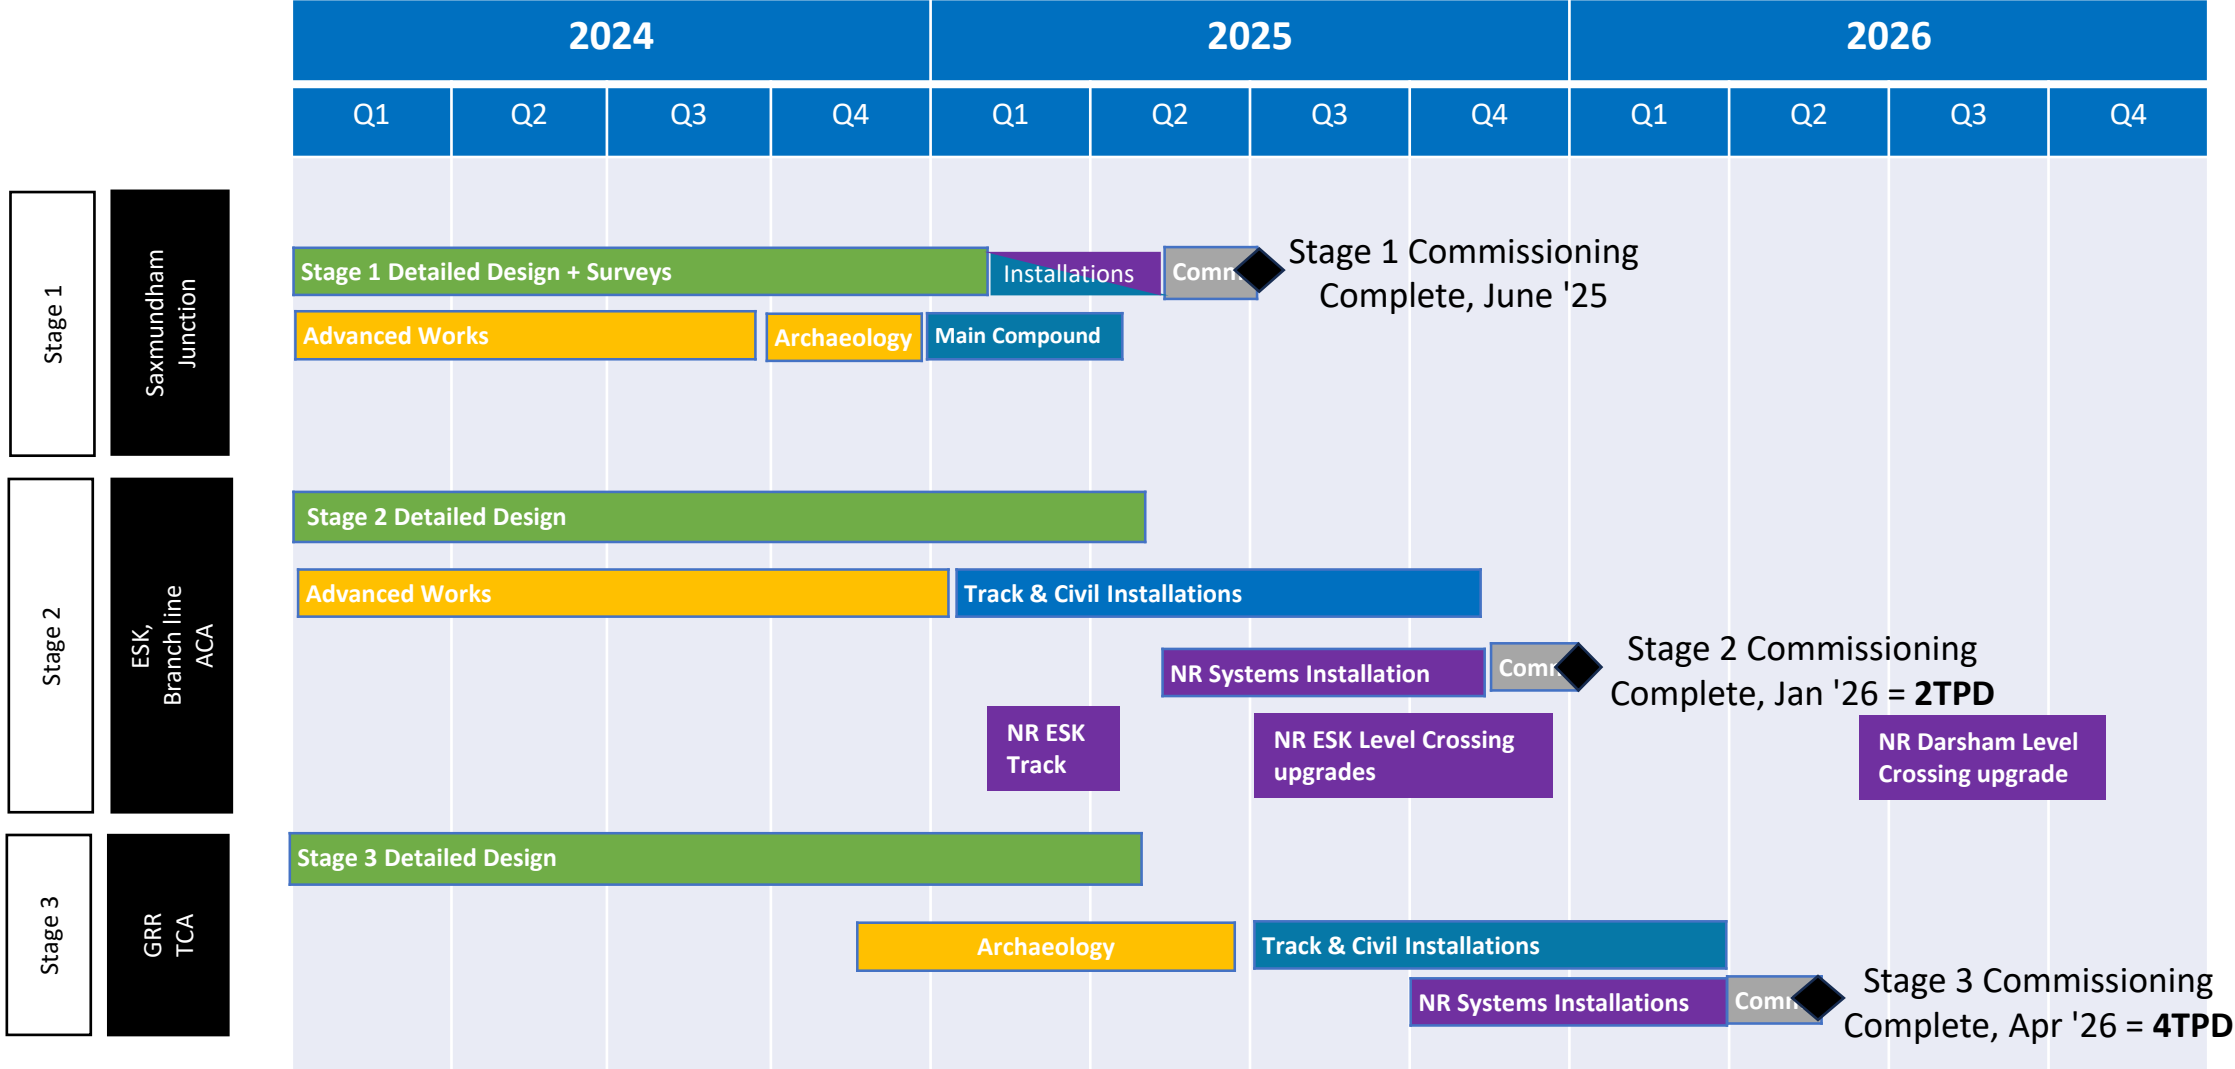 2024 2025 2026
Q1 Q2 Q3 Q4 Q1 Q2 Q3 Q4 Q1 Q2 Q3 Q4
Stage 1
Saxmundham
Junction
Stage 1 Detailed Design + Surveys
Installations
Comm
Stage 1 Commissioning
Complete, June '25
Advanced Works
Archaeology
Main Compound
Stage 2
ESK,
Branch line
ACA
Stage 2 Detailed Design
Advanced Works
Track & Civil Installations
NR Systems Installation
Comm
Stage 2 Commissioning
Complete, Jan '26 = 2TPD
NR ESK
Track
NR ESK Level Crossing
upgrades
NR Darsham Level
Crossing upgrade
Stage 3
GRR
TCA
Stage 3 Detailed Design
Archaeology
Track & Civil Installations
NR Systems Installations
Comm
Stage 3 Commissioning
Complete, Apr '26 = 4TPD